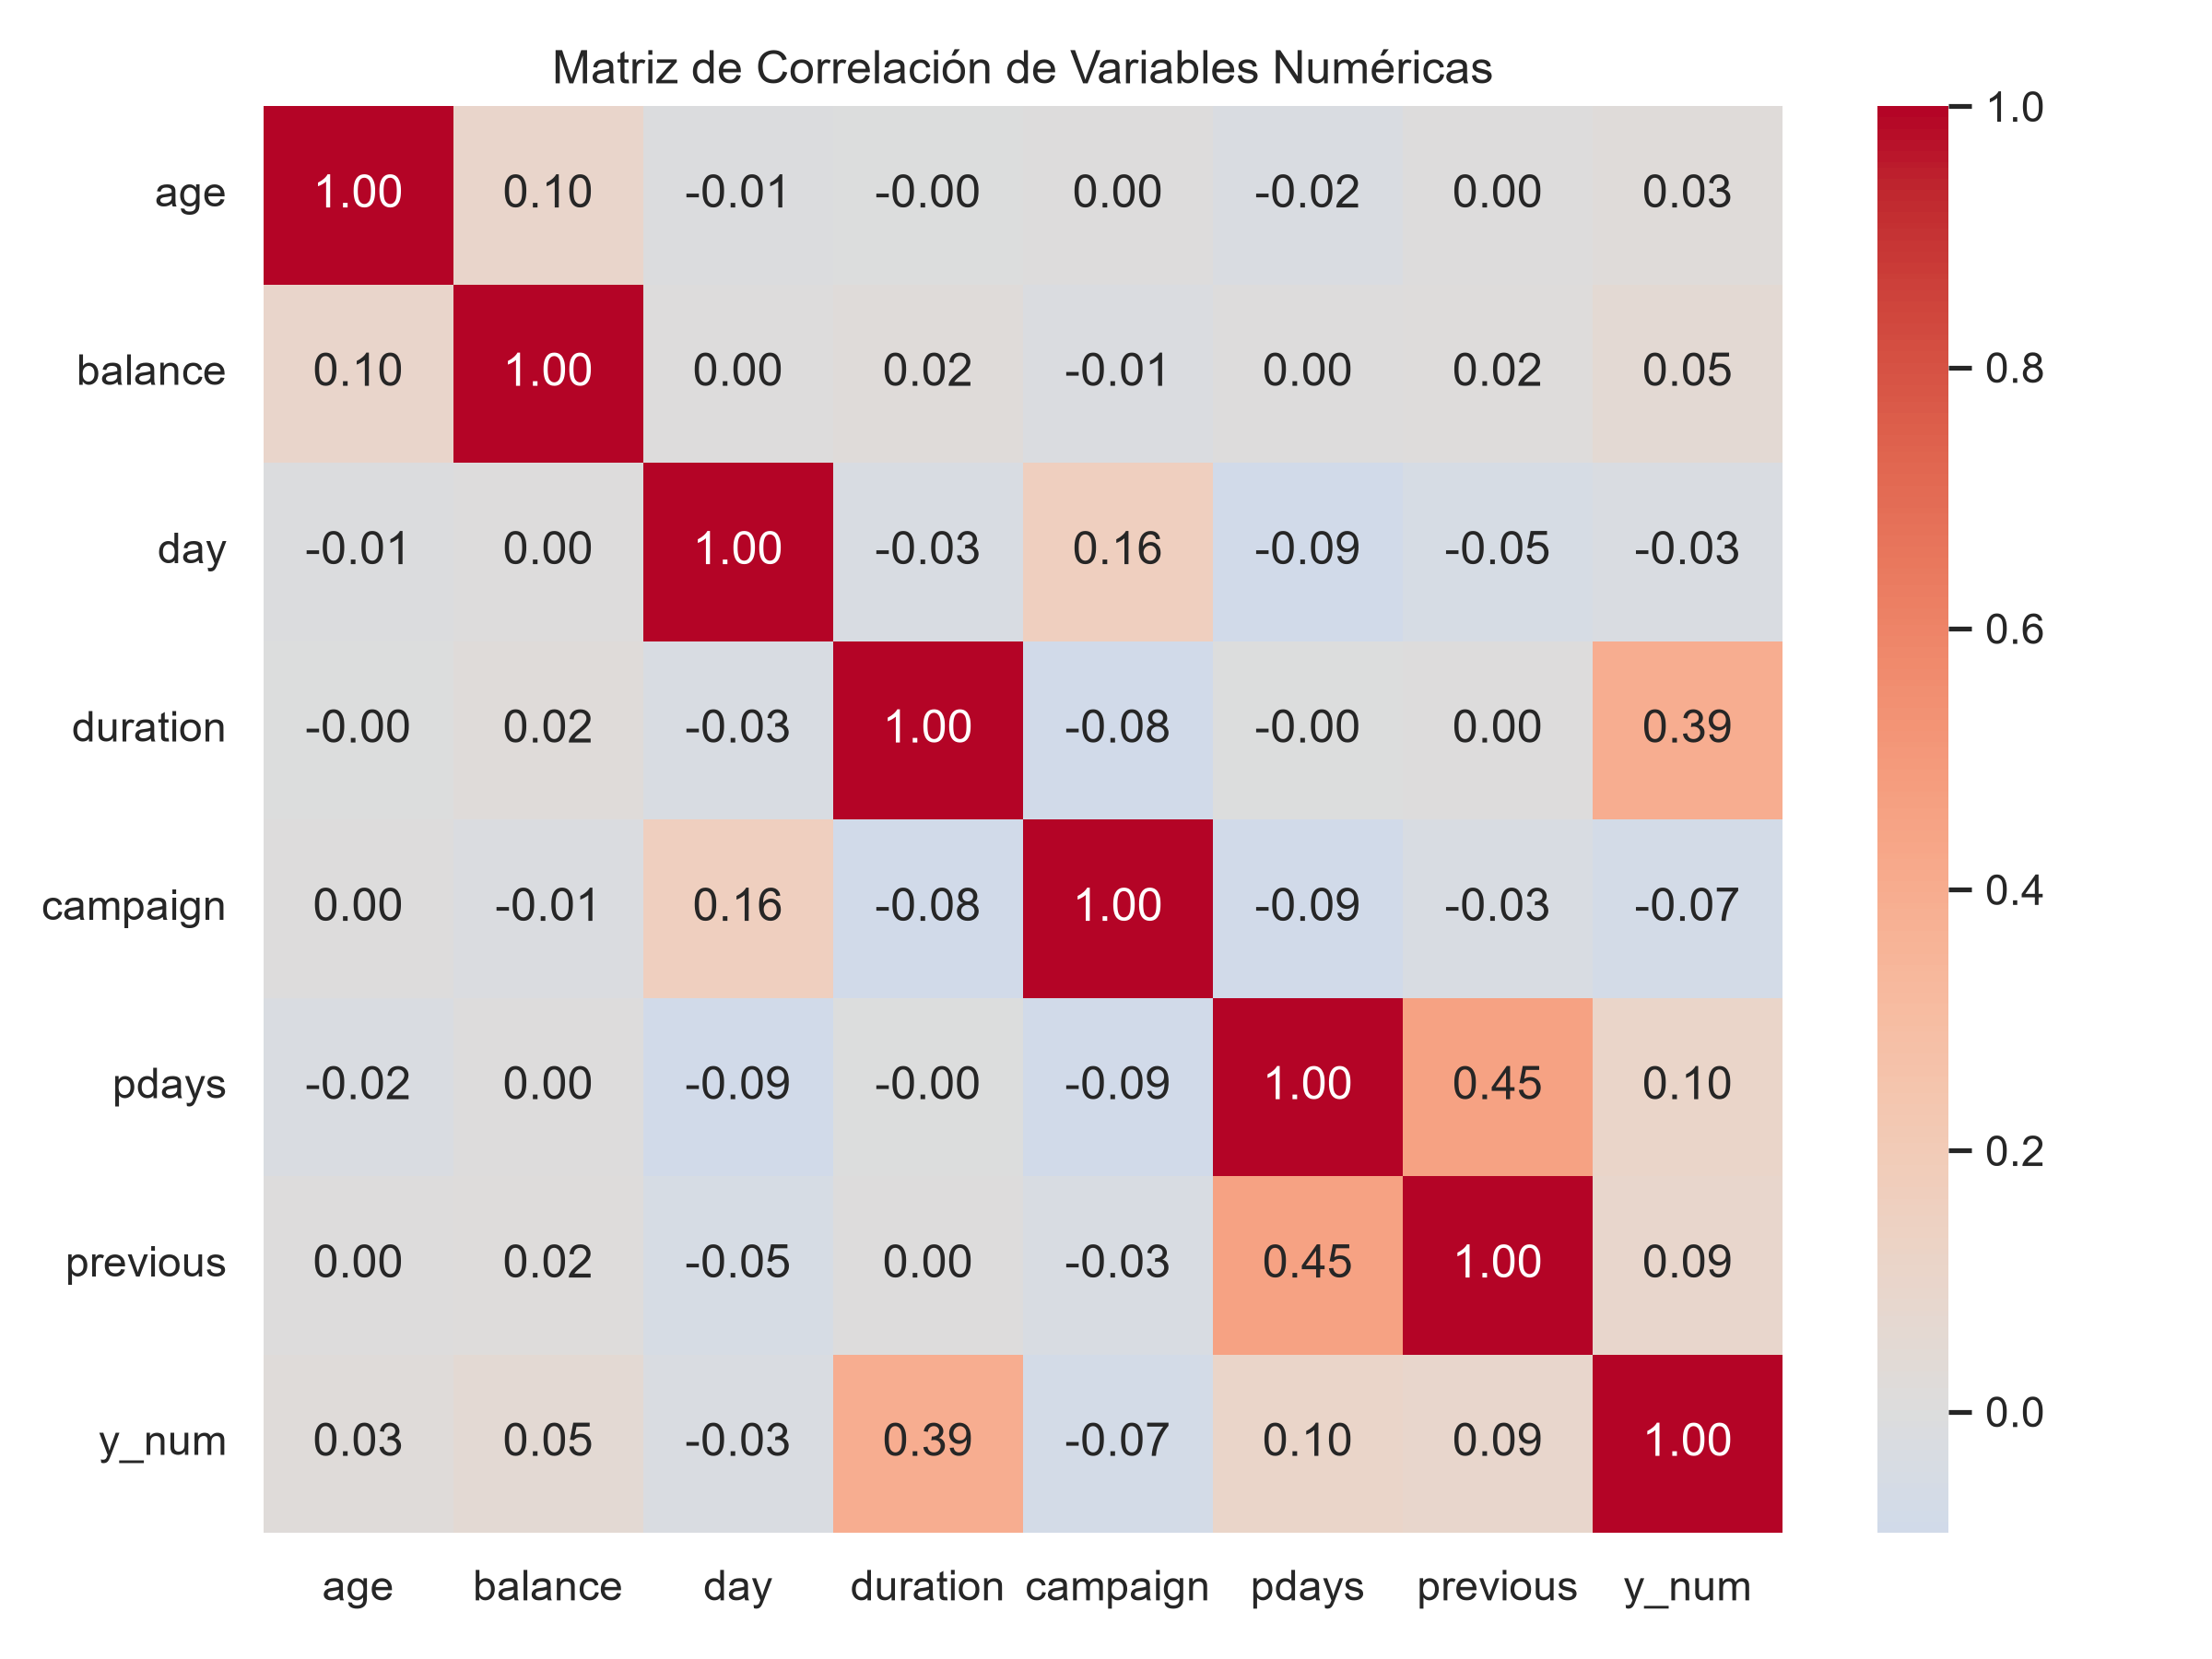 Matriz de Correlación de Variables Numéricas
age 1.00 0.10 -0.01 -0.00 0.00 -0.02 0.00 0.03
balance 0.10 1.00 0.00 0.02 -0.01 0.00 0.02 0.05
day -0.01 0.00 1.00 -0.03 0.16 -0.09 -0.05 -0.03
duration -0.00 0.02 -0.03 1.00 -0.08 -0.00 0.00 0.39
campaign 0.00 -0.01 0.16 -0.08 1.00 -0.09 -0.03 -0.07
pdays -0.02 0.00 -0.09 -0.00 -0.09 1.00 0.45 0.10
previous 0.00 0.02 -0.05 0.00 -0.03 0.45 1.00 0.09
y_num 0.03 0.05 -0.03 0.39 -0.07 0.10 0.09 1.00
age balance day duration campaign pdays previous y_num
1.0
0.8
0.6
0.4
0.2
0.0